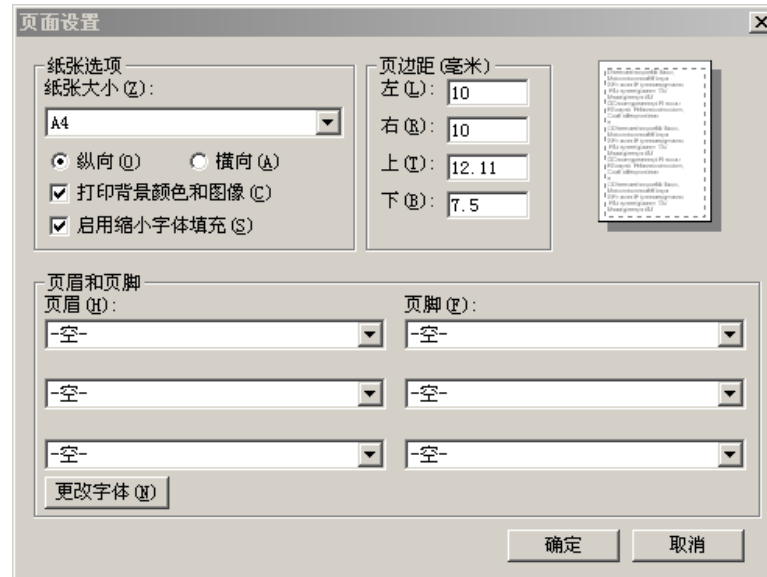 页面设置
纸张选项
纸张大小(Z):
A4
纵向(O) 横向(A)
打印背景颜色和图像(C)
启用缩小字体填充(S)
页边距(毫米)
左(L): 10
右(R): 10
上(T): 12.11
下(B): 7.5
页眉和页脚
页眉(H): 页脚(F):
-空- -空-
-空- -空-
-空- -空-
更改字体(N)
确定 取消